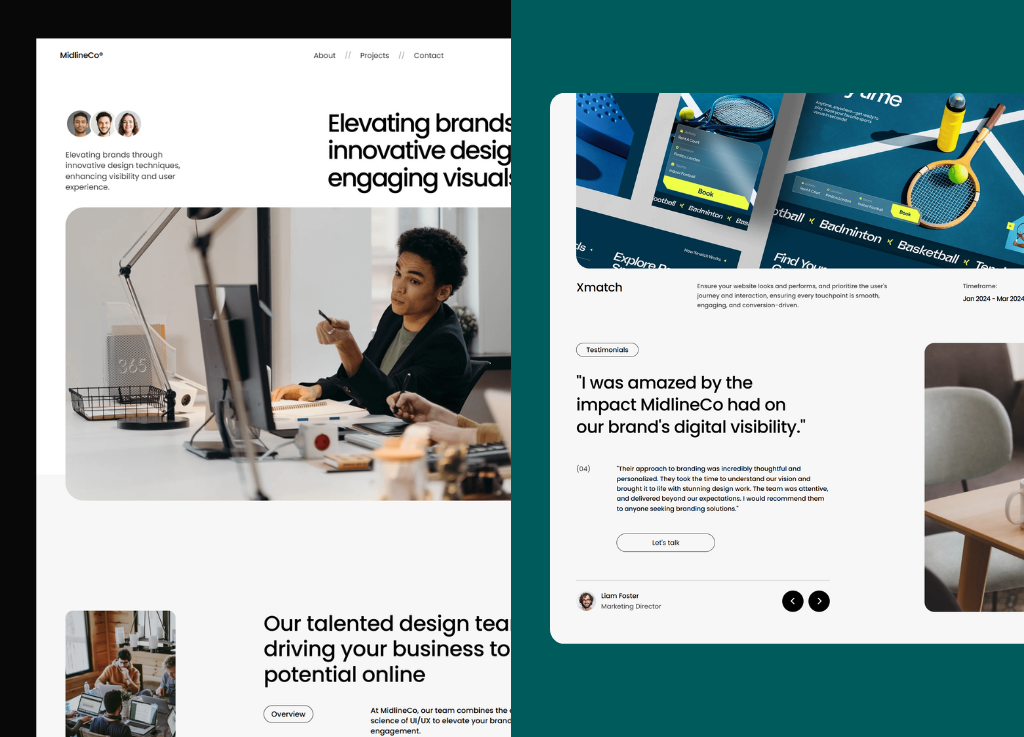 MidlineCo®
About // Projects // Contact
Elevating brands through
innovative design techniques,
enhancing visibility and user
experience.
Elevating brands
innovative desig
engaging visuals
365
Our talented design tea
driving your business to
potential online
Overview
At MidlineCo, our team combines the
science of UI/UX to elevate your brand
engagement.
Book
ootball Badminton Bas
Explore
Book
otball Badminton Basketball Ten
Find You
Xmatch
Ensure your website looks and performs, and prioritize the user's
journey and interaction, ensuring every touchpoint is smooth,
engaging, and conversion-driven.
Timeframe:
Jan 2024 - Mar 2024
Testimonials
"I was amazed by the
impact MidlineCo had on
our brand's digital visibility."
(04)
"Their approach to branding was incredibly thoughtful and
personalized. They took the time to understand our vision and
brought it to life with stunning design work. The team was attentive,
and delivered beyond our expectations. I would recommend them
to anyone seeking branding solutions."
Let's talk
Liam Foster
Marketing Director